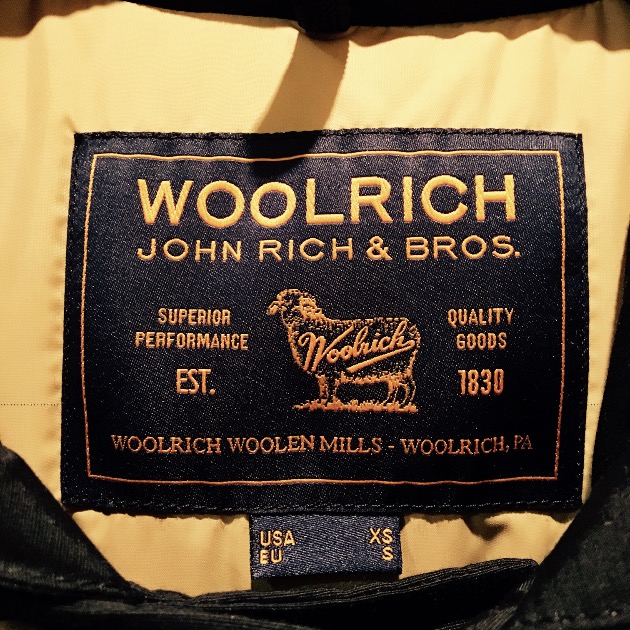 WOOLRICH
JOHN RICH & BROS.
SUPERIOR
PERFORMANCE
QUALITY
GOODS
Woolrich
EST.
1830
WOOLRICH WOOLEN MILLS - WOOLRICH, PA
USA XS
EU S